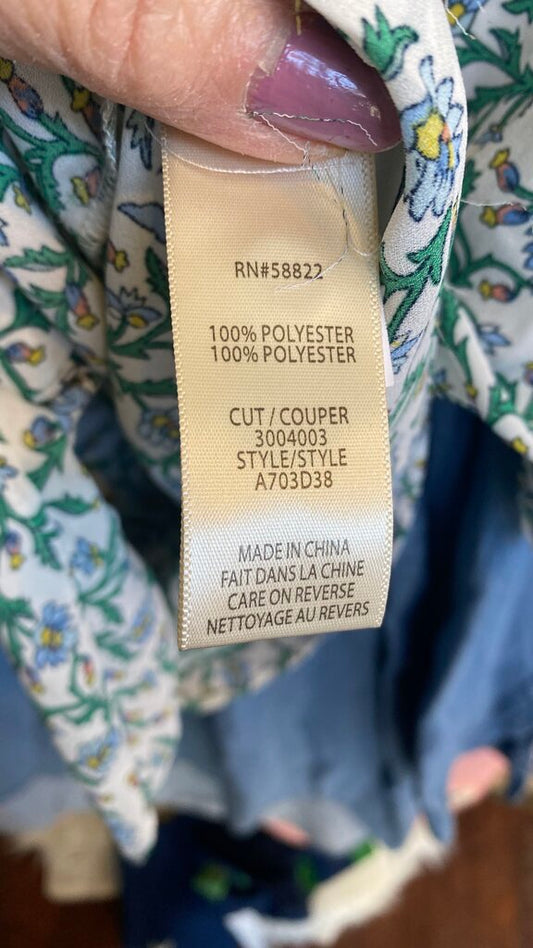 RN#58822
100% POLYESTER
100% POLYESTER
CUT / COUPER
3004003
STYLE/STYLE
A703D38
MADE IN CHINA
FAIT DANS LA CHINE
CARE ON REVERSE
NETTOYAGE AU REVERS